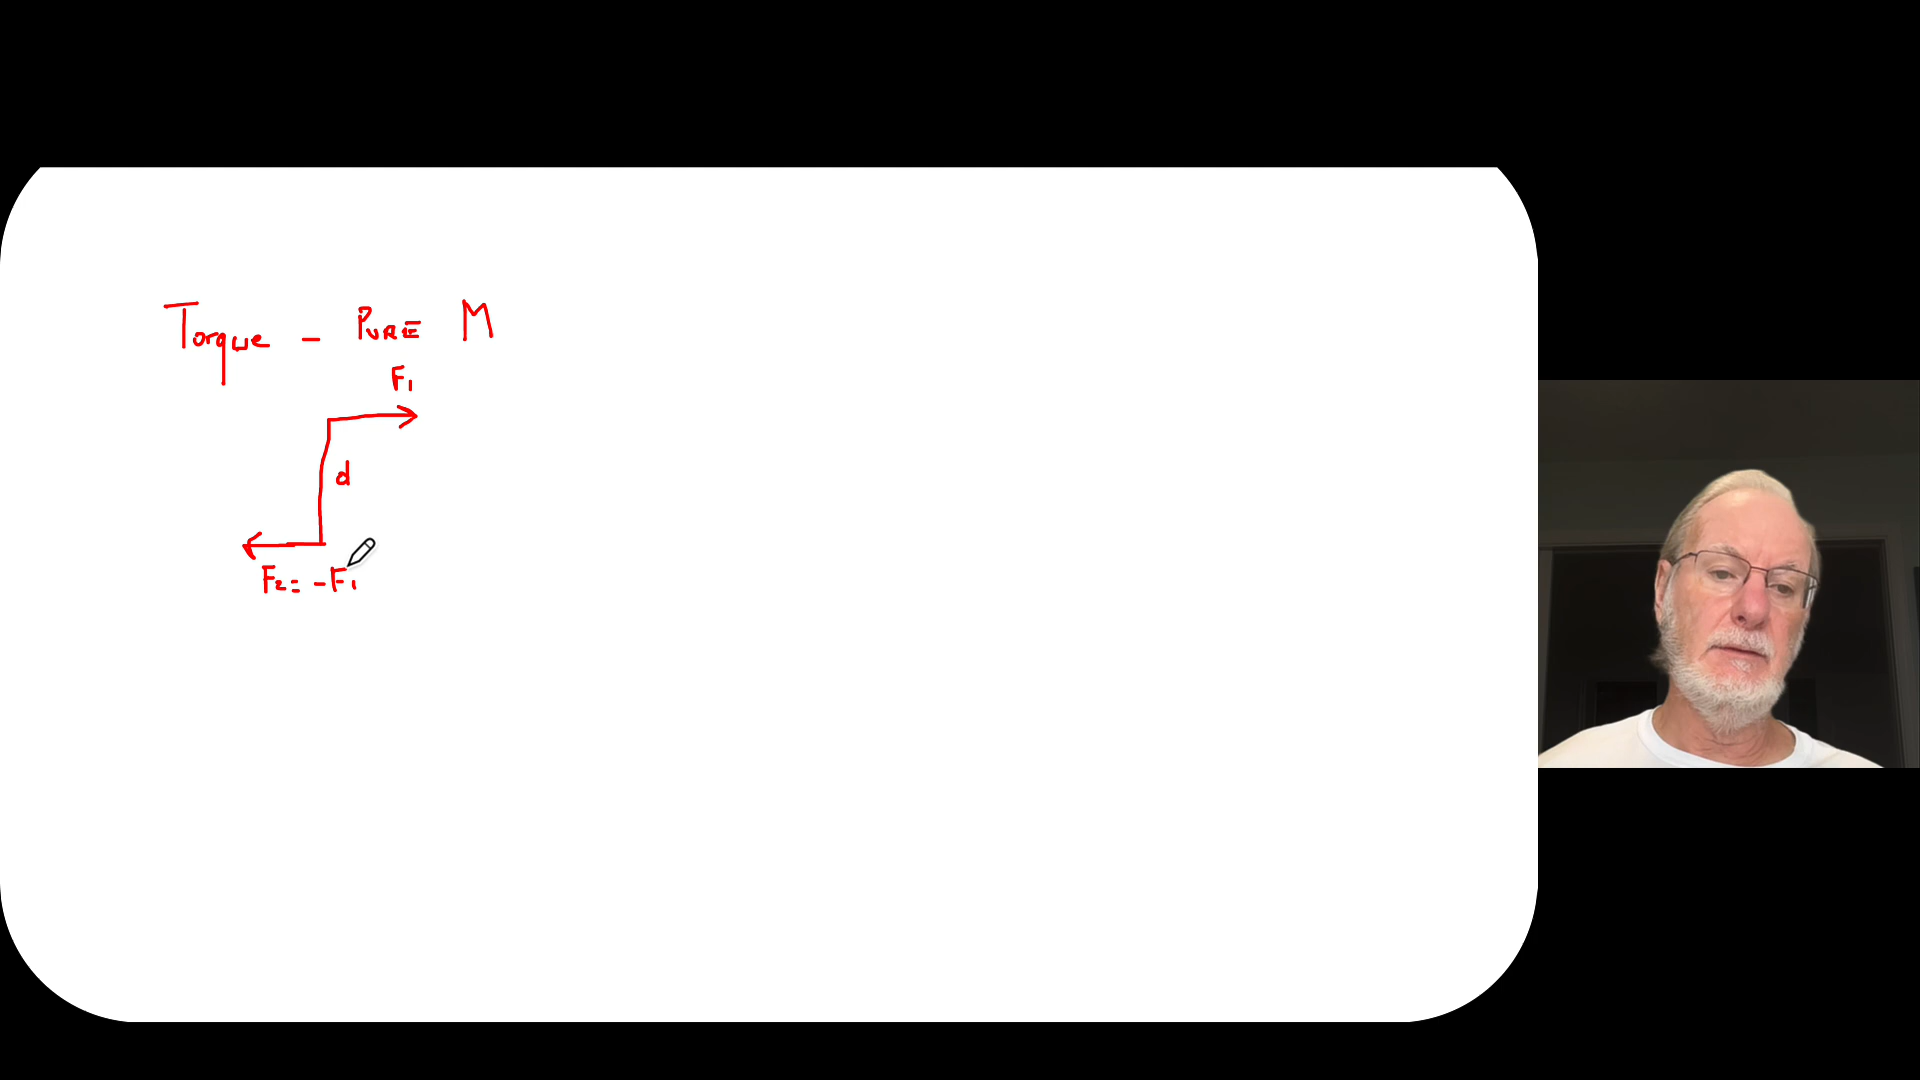 Torque - PURE M
F₁
d
F₂ = -F₁